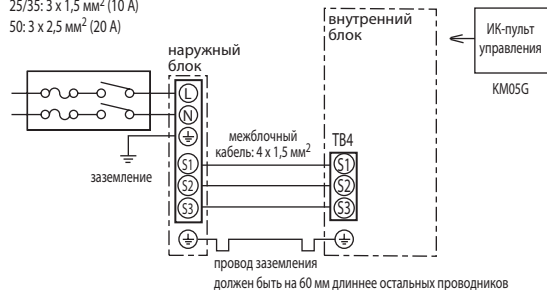 25/35: 3 x 1,5 мм² (10 А)
50: 3 x 2,5 мм² (20 А)
наружный
блок
внутренний
блок
ИК-пульт
управления
KM05G
L
N
заземление
межблочный
кабель: 4 x 1,5 мм²
TB4
S1
S2
S3
S1
S2
S3
провод заземления
должен быть на 60 мм длиннее остальных проводников